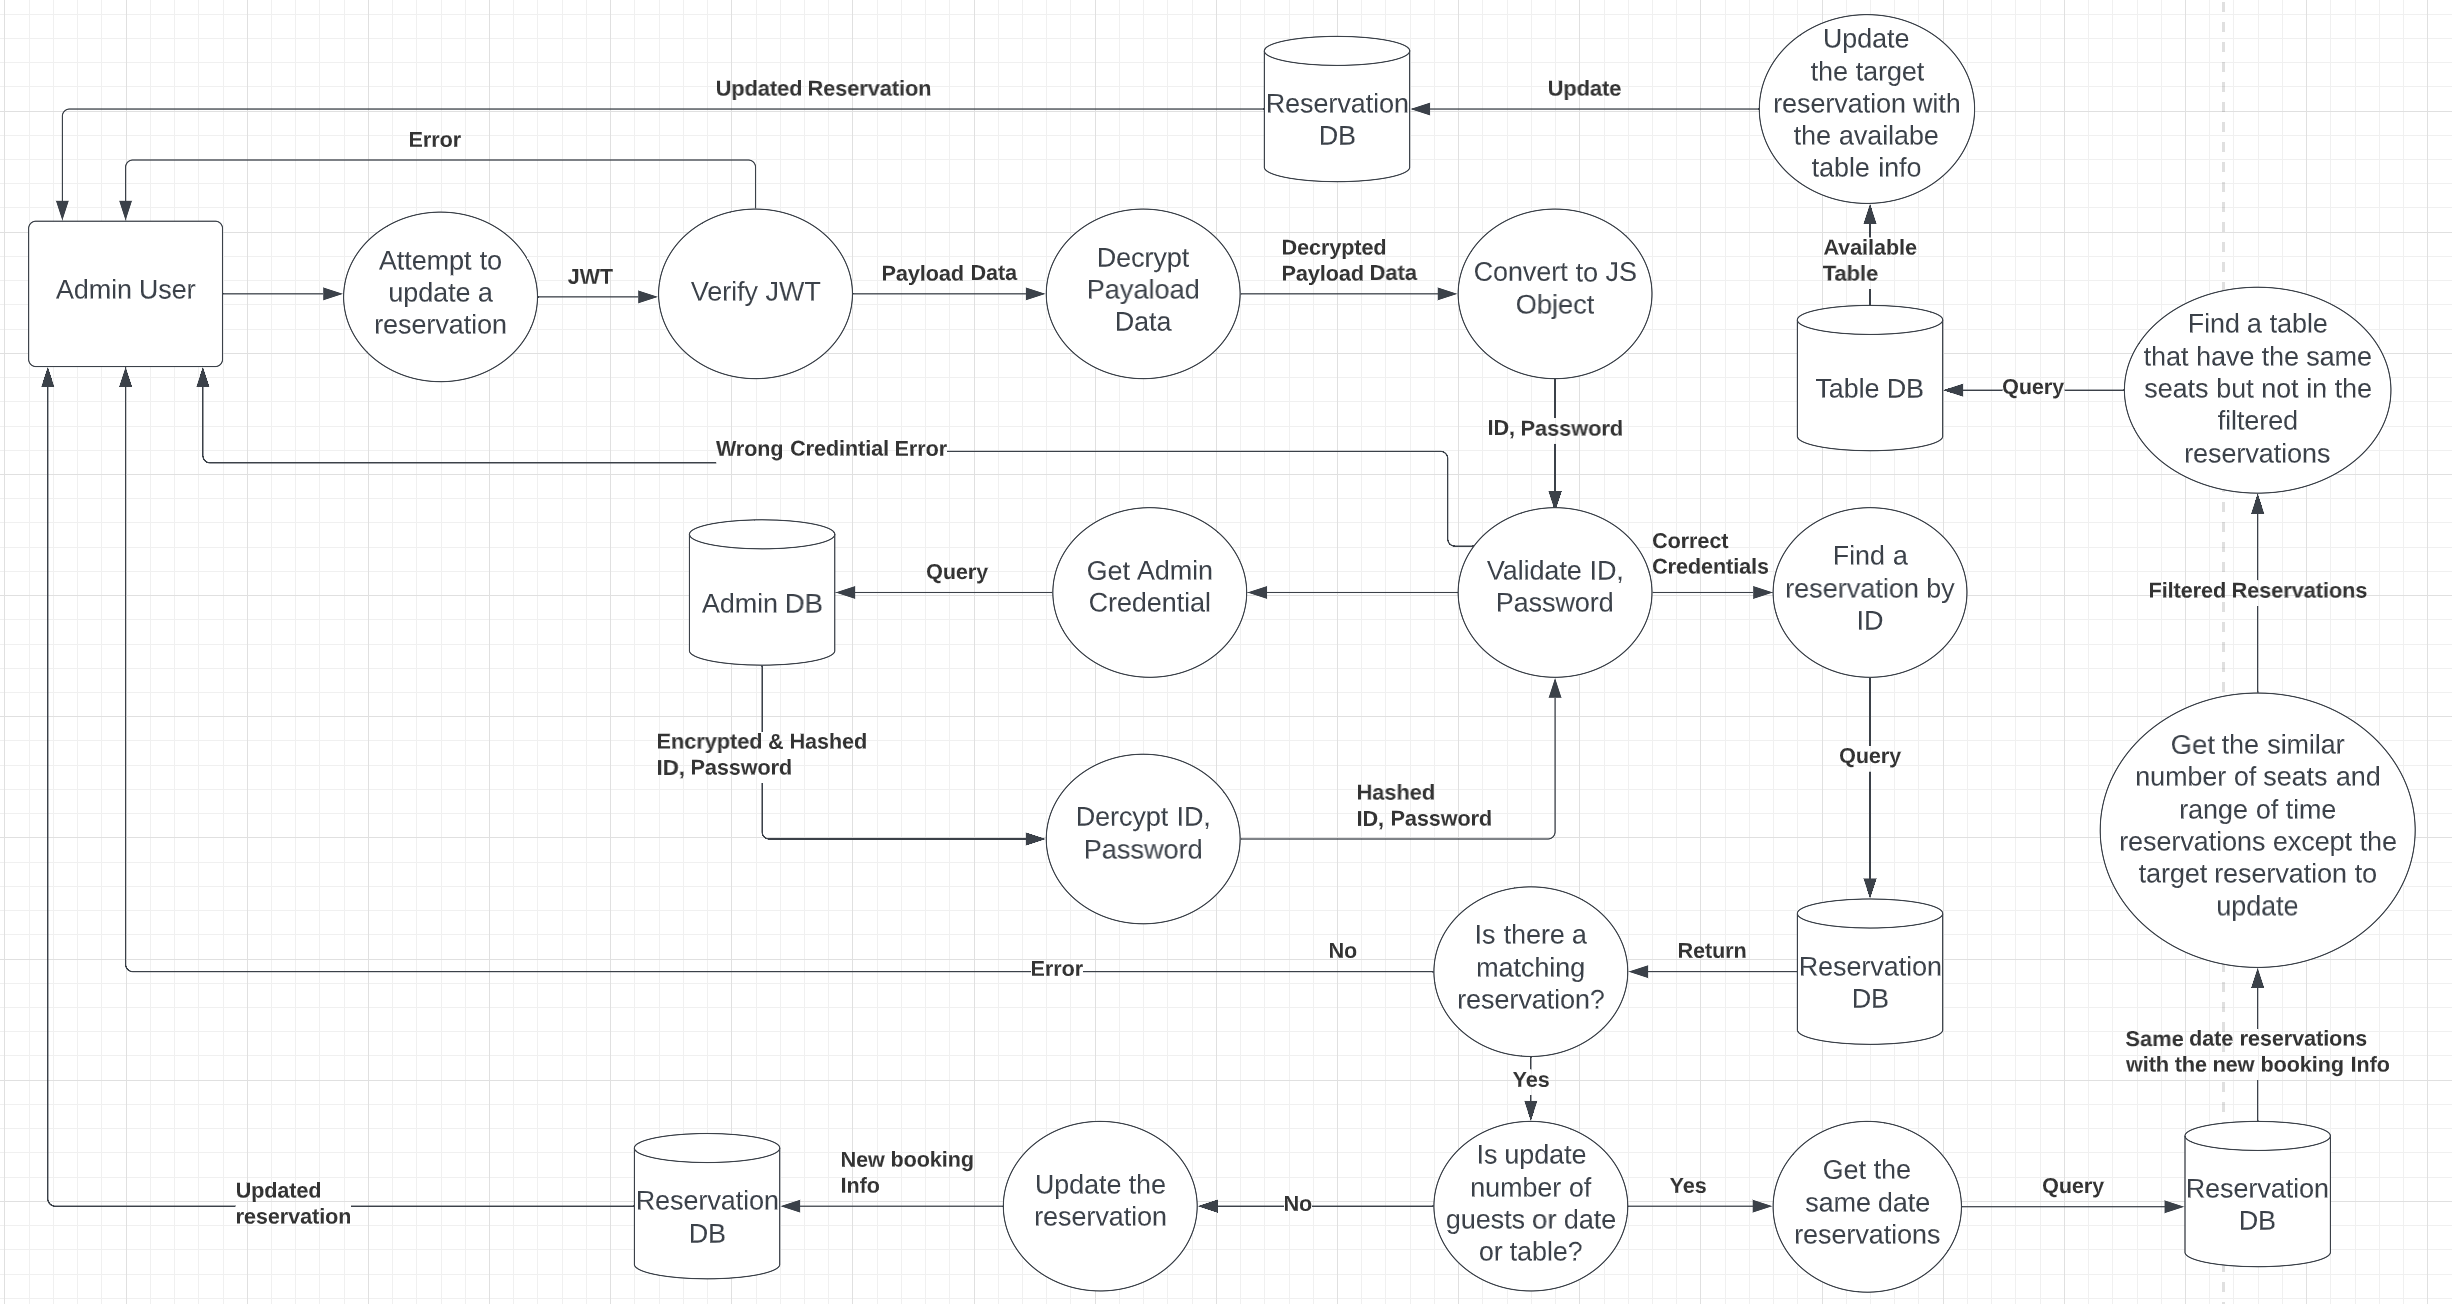 Update
the target
reservation with
the availabe
table info
Updated Reservation
Reservation
DB
Update
Error
Admin User
Attempt to
update a
reservation
JWT
Verify JWT
Payload Data
Decrypt
Payaload
Data
Decrypted
Payload Data
Convert to JS
Object
Available
Table
Table DB
Query
Find a table
that have the same
seats but not in the
filtered
reservations
ID, Password
Wrong Credintial Error
Admin DB
Query
Get Admin
Credential
Validate ID,
Password
Correct
Credentials
Find a
reservation by
ID
Filtered Reservations
Encrypted & Hashed
ID, Password
Dercypt ID,
Password
Hashed
ID, Password
Query
Get the similar
number of seats and
range of time
reservations except the
target reservation to
update
Error
No
Is there a
matching
reservation?
Return
Reservation
DB
Same date reservations
with the new booking Info
Yes
Updated
reservation
Reservation
DB
New booking
Info
Update the
reservation
No
Is update
number of
guests or date
or table?
Yes
Get the
same date
reservations
Query
Reservation
DB